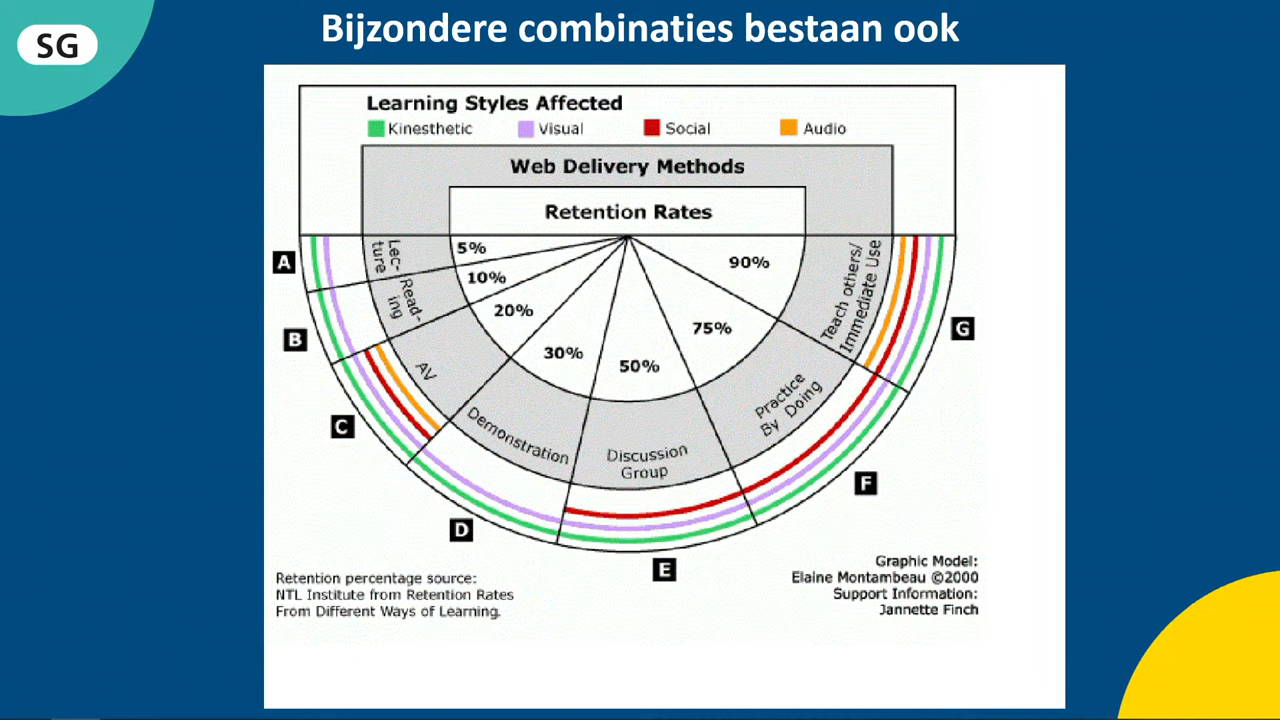 SG
Bijzondere combinaties bestaan ook
Learning Styles Affected
Kinesthetic
Visual
Social
Audio
Web Delivery Methods
Retention Rates
5%
10%
20%
30%
50%
75%
90%
Lec-
ture
Read-
ing
AV
Demonstration
Discussion
Group
Practice
By Doing
Teach others/
Immediate Use
A
B
C
D
E
F
G
Retention percentage source:
NTL Institute from Retention Rates
From Different Ways of Learning.
Graphic Model:
Elaine Montambeau ©2000
Support Information:
Jannette Finch